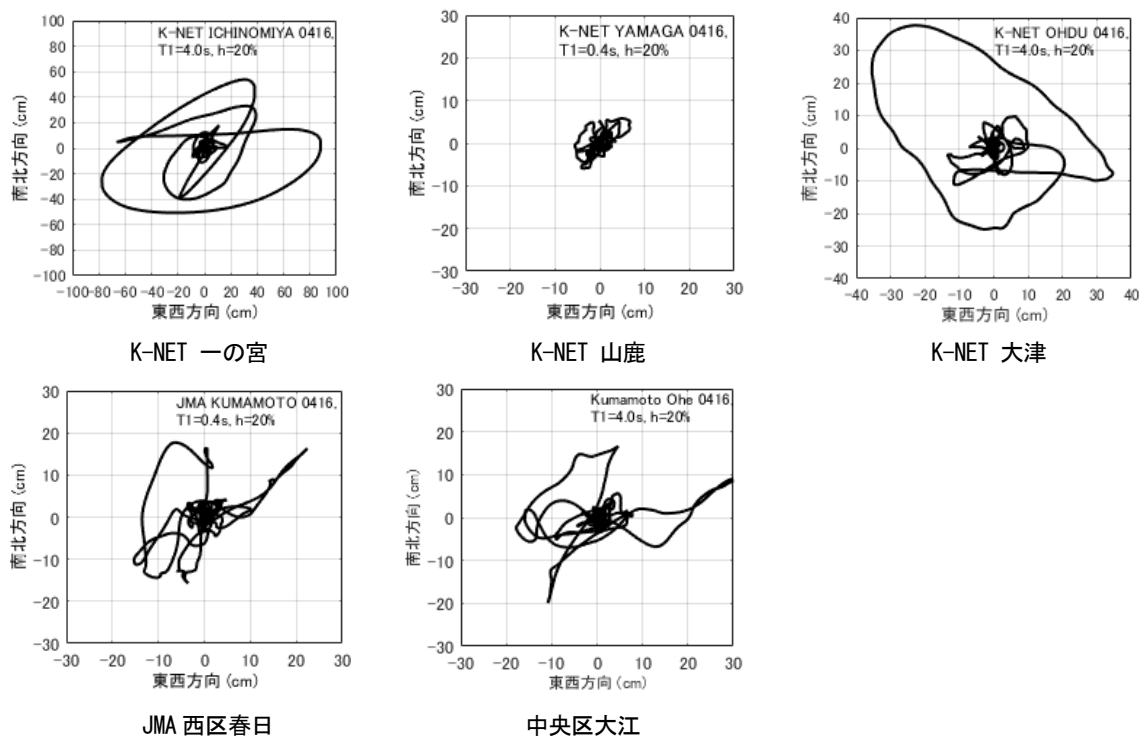 K-NET ICHINOMIYA 0416,
T1=4.0s, h=20%
南北方向 (cm)
100
80
60
40
20
0
-20
-40
-60
-80
-100
-100-80 -60 -40 -20 0 20 40 60 80 100
東西方向 (cm)
K-NET 一の宮
K-NET YAMAGA 0416,
T1=0.4s, h=20%
南北方向 (cm)
30
20
10
0
-10
-20
-30
-30 -20 -10 0 10 20 30
東西方向 (cm)
K-NET 山鹿
K-NET OHDU 0416,
T1=4.0s, h=20%
南北方向 (cm)
40
30
20
10
0
-10
-20
-30
-40
-40 -30 -20 -10 0 10 20 30 40
東西方向 (cm)
K-NET 大津
JMA KUMAMOTO 0416,
T1=0.4s, h=20%
南北方向 (cm)
30
20
10
0
-10
-20
-30
-30 -20 -10 0 10 20 30
東西方向 (cm)
JMA 西区春日
Kumamoto Ohe 0416,
T1=4.0s, h=20%
南北方向 (cm)
30
20
10
0
-10
-20
-30
-30 -20 -10 0 10 20 30
東西方向 (cm)
中央区大江